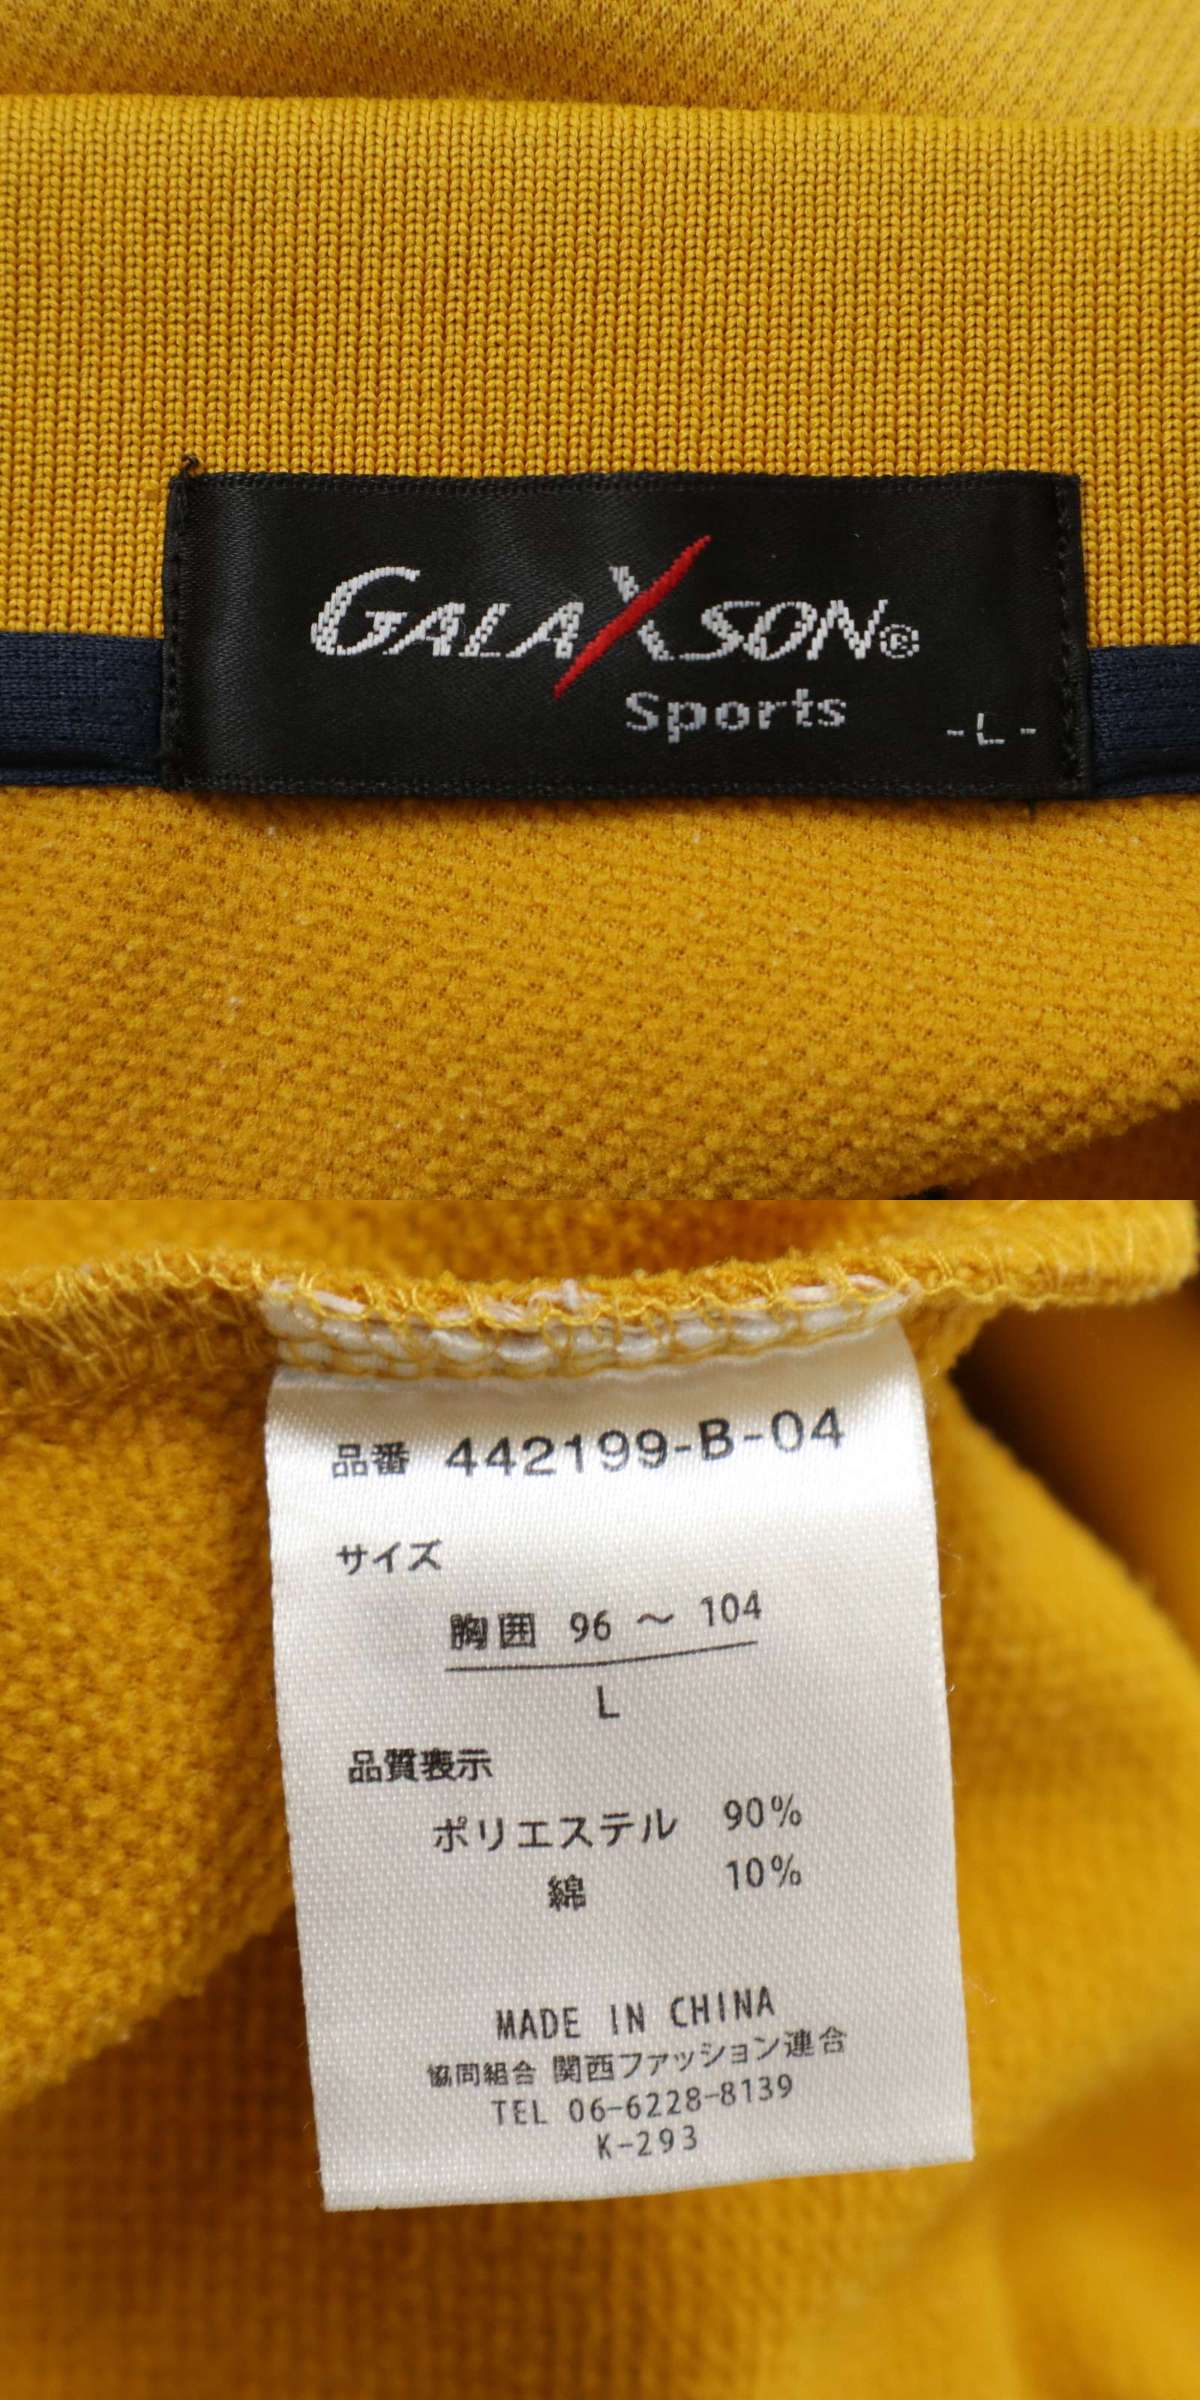 GALAXSON®
Sports
-L-
品番 442199-B-04
サイズ
胸囲 96 ～ 104
L
品質表示
ポリエステル 90%
綿 10%
MADE IN CHINA
協同組合 関西ファッション連合
TEL 06-6228-8139
K-293